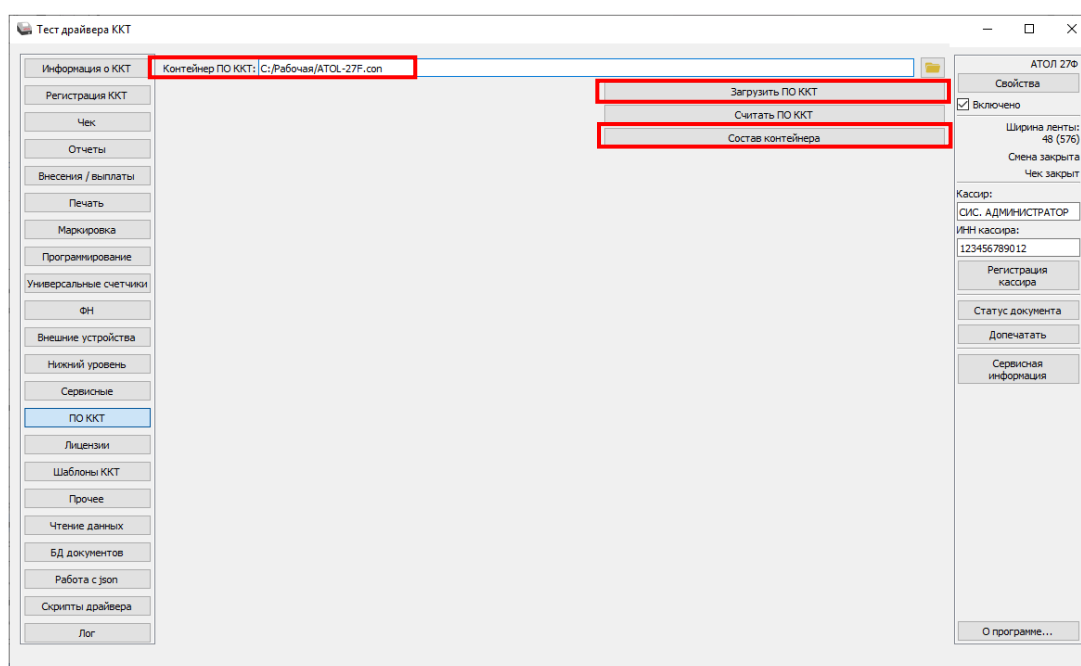 Тест драйвера ККТ
Информация о ККТ
Регистрация ККТ
Чек
Отчеты
Внесения / выплаты
Печать
Маркировка
Программирование
Универсальные счетчики
ФН
Внешние устройства
Нижний уровень
Сервисные
ПО ККТ
Лицензии
Шаблоны ККТ
Прочее
Чтение данных
БД документов
Работа с json
Скрипты драйвера
Лог
Контейнер ПО ККТ: C:/Рабочая/ATOL-27F.con
Загрузить ПО ККТ
Считать ПО ККТ
Состав контейнера
АТОЛ 27Ф
Свойства
Включено
Ширина ленты:
48 (576)
Смена закрыта
Чек закрыт
Кассир:
СИС. АДМИНИСТРАТОР
ИНН кассира:
123456789012
Регистрация
кассира
Статус документа
Допечатать
Сервисная
информация
О программе...